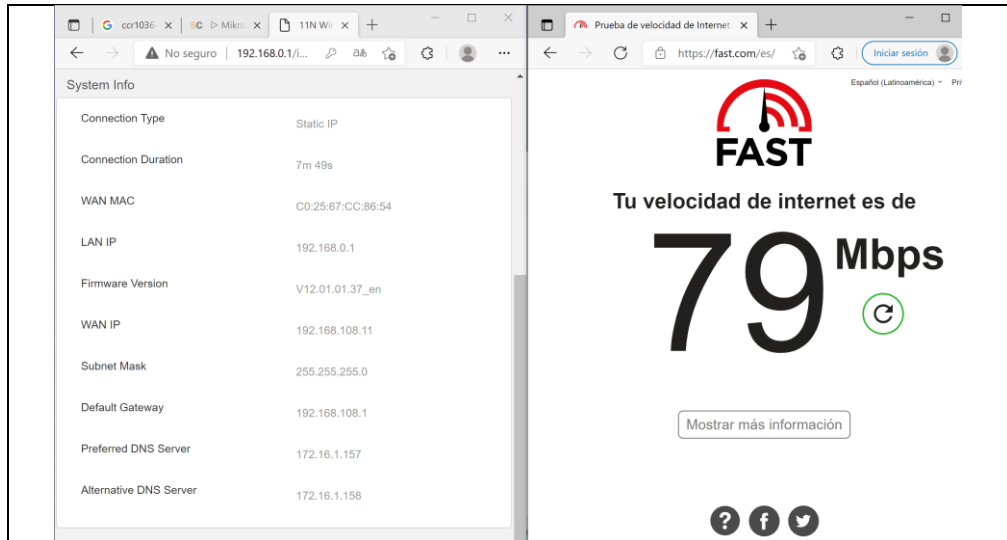 ccr1036
SC ▷ Mikro
11N Wi
No seguro
192.168.0.1/i...
System Info
Connection Type
Static IP
Connection Duration
7m 49s
WAN MAC
C0:25:67:CC:86:54
LAN IP
192.168.0.1
Firmware Version
V12.01.01.37_en
WAN IP
192.168.108.11
Subnet Mask
255.255.255.0
Default Gateway
192.168.108.1
Preferred DNS Server
172.16.1.157
Alternative DNS Server
172.16.1.158
Prueba de velocidad de Internet
https://fast.com/es/
Iniciar sesión
Español (Latinoamérica)
Pri
FAST
Tu velocidad de internet es de
79 Mbps
Mostrar más información